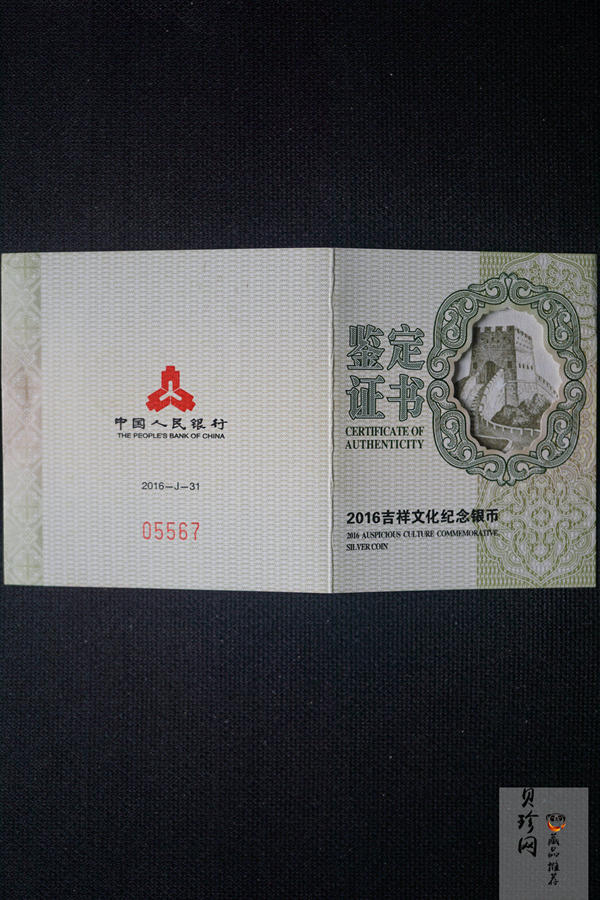 中国人民银行
THE PEOPLE'S BANK OF CHINA
2016-J-31
05567
鉴定
证书
CERTIFICATE OF
AUTHENTICITY
2016吉祥文化纪念银币
2016 AUSPICIOUS CULTURE COMMEMORATIVE
SILVER COIN
贝珍网
藏品推荐